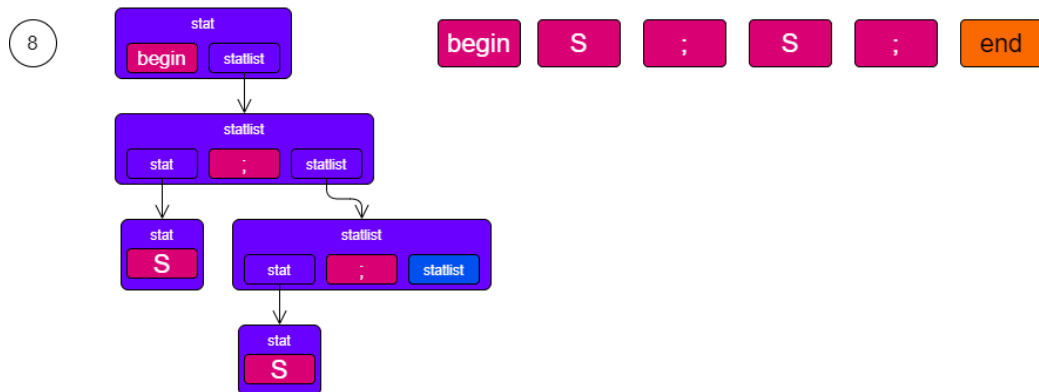 8
stat
begin statlist
begin S ; S ; end
statlist
stat ; statlist
stat
S
statlist
stat ; statlist
stat
S